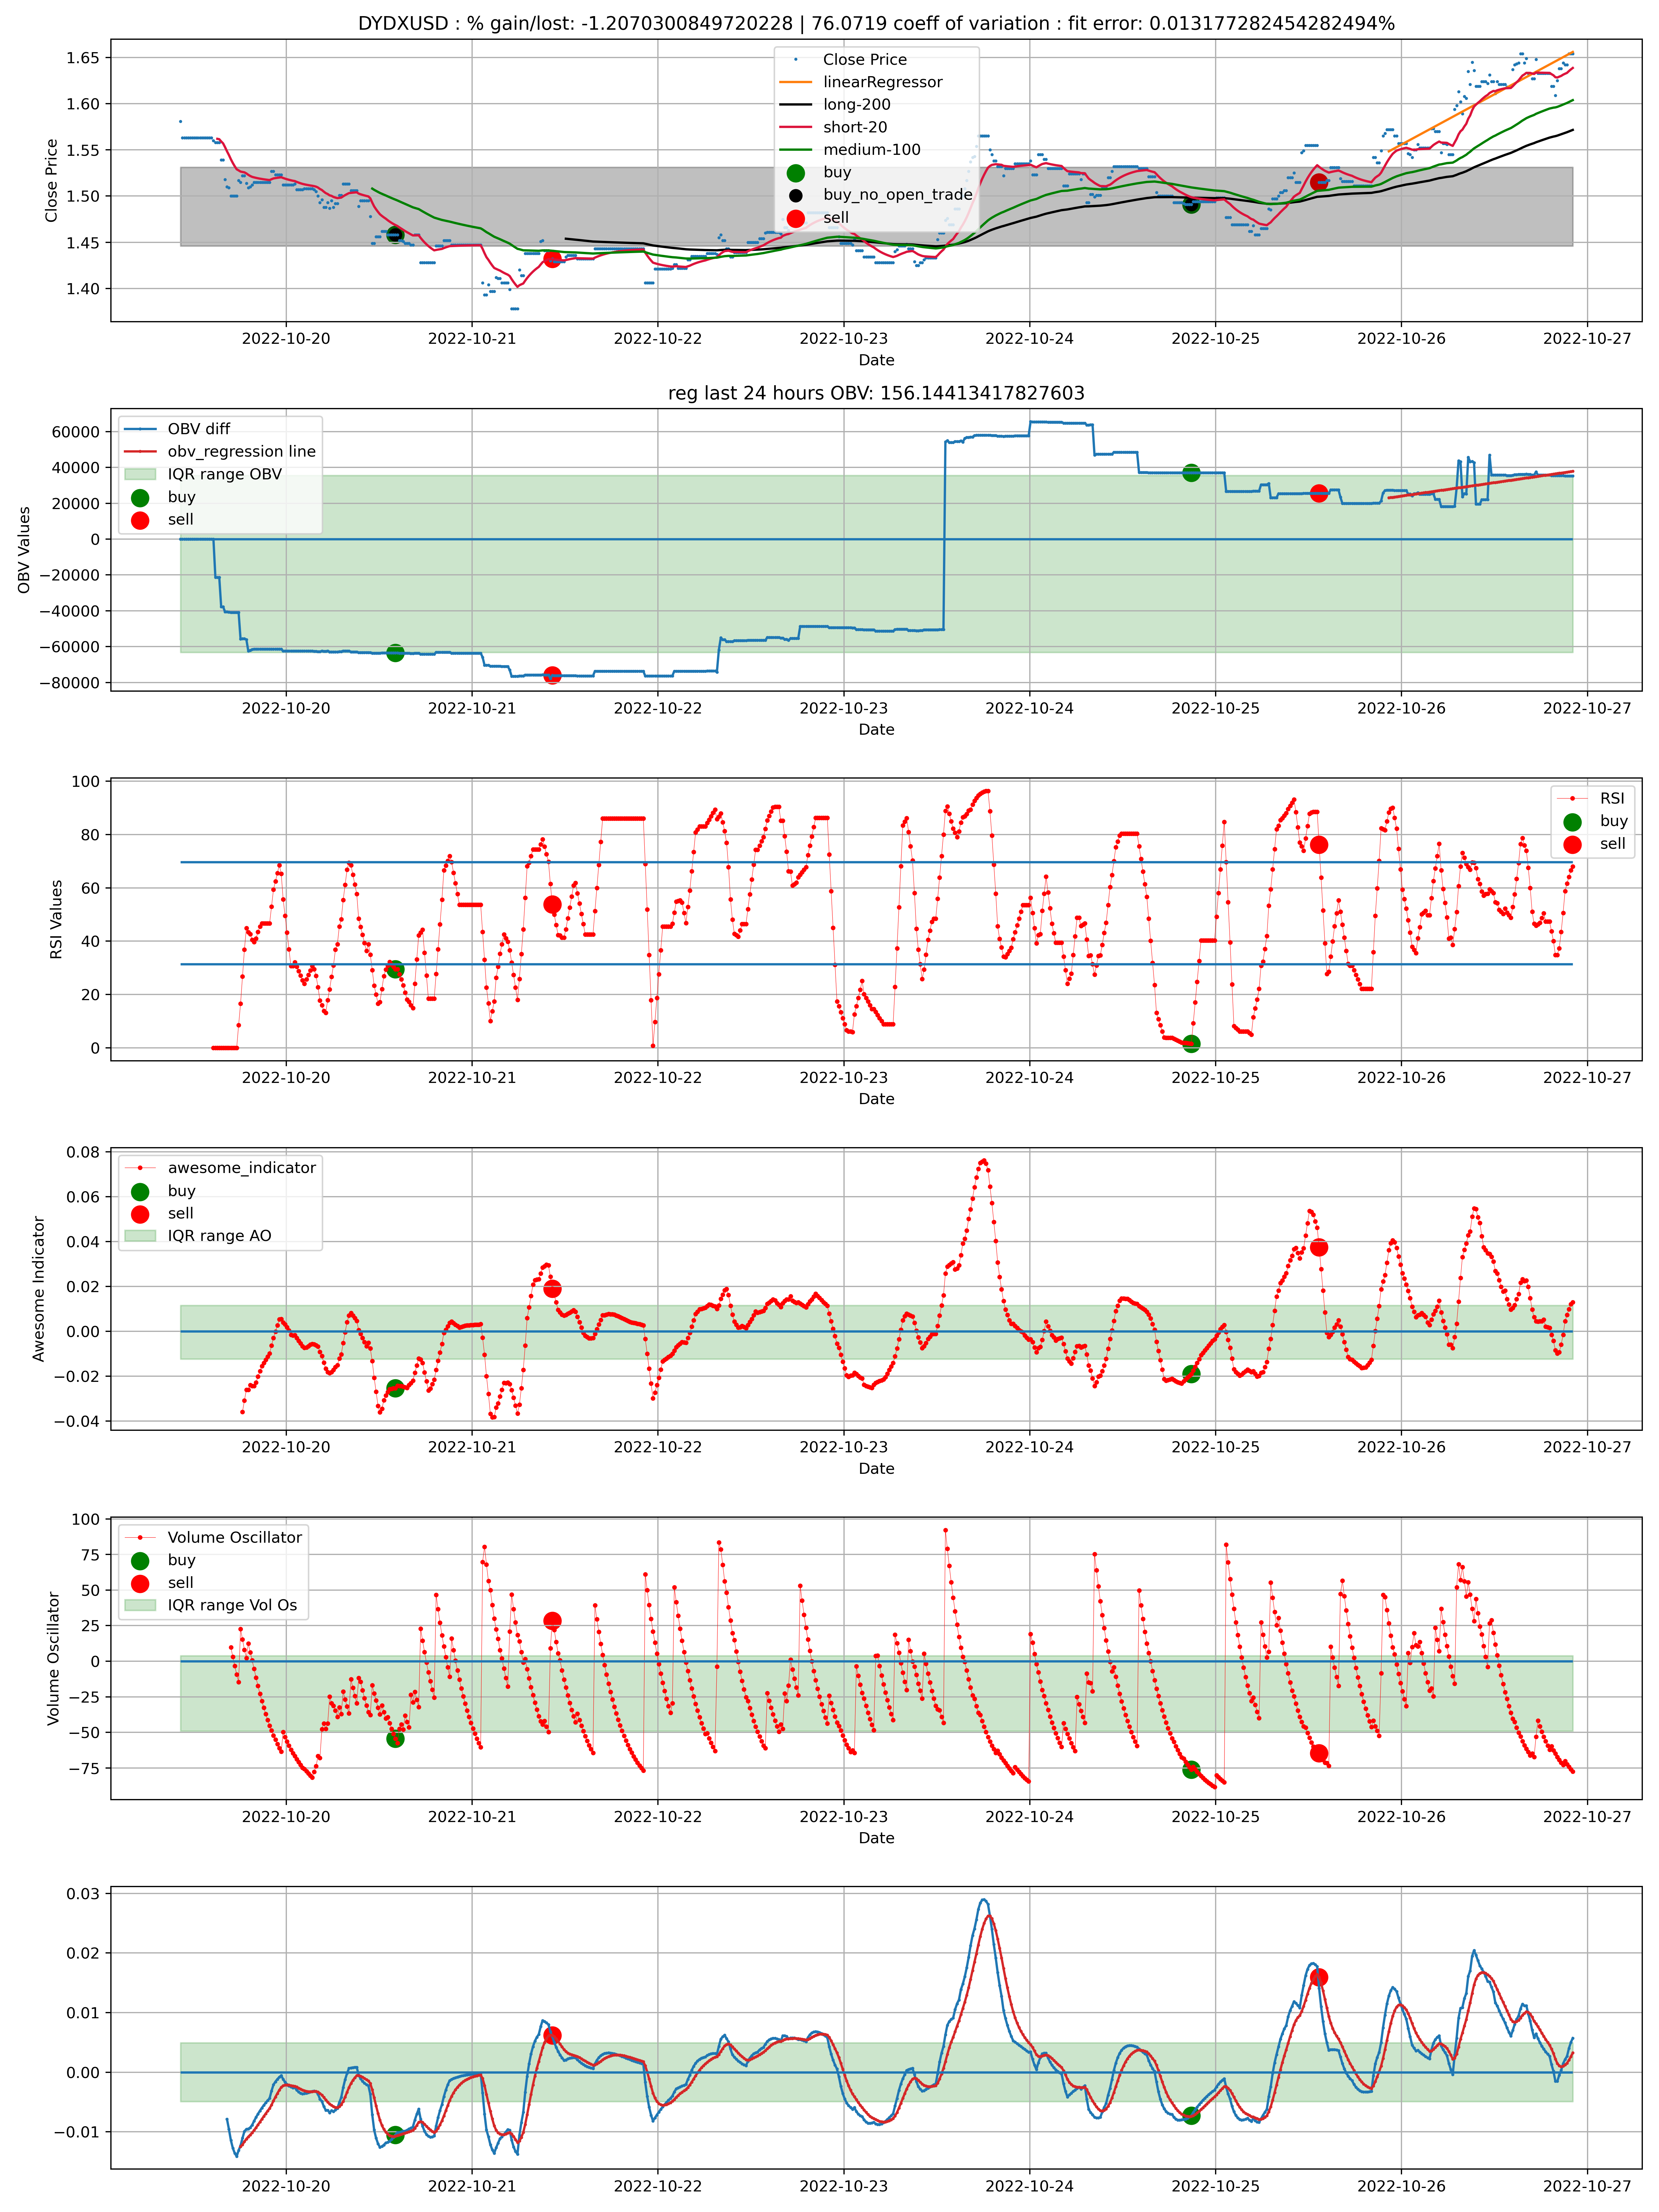 DYDXUSD : % gain/lost: -1.2070300849720228 | 76.0719 coeff of variation : fit error: 0.013177282454282494%
Close Price
1.65
1.60
1.55
1.50
1.45
1.40
Close Price
linearRegressor
long-200
short-20
medium-100
buy
buy_no_open_trade
sell
2022-10-20 2022-10-21 2022-10-22 2022-10-23 2022-10-24 2022-10-25 2022-10-26 2022-10-27
Date
reg last 24 hours OBV: 156.14413417827603
OBV Values
60000
40000
20000
0
−20000
−40000
−60000
−80000
OBV diff
obv_regression line
IQR range OBV
buy
sell
2022-10-20 2022-10-21 2022-10-22 2022-10-23 2022-10-24 2022-10-25 2022-10-26 2022-10-27
Date
RSI Values
100
80
60
40
20
0
RSI
buy
sell
2022-10-20 2022-10-21 2022-10-22 2022-10-23 2022-10-24 2022-10-25 2022-10-26 2022-10-27
Date
Awesome Indicator
0.08
0.06
0.04
0.02
0.00
−0.02
−0.04
awesome_indicator
buy
sell
IQR range AO
2022-10-20 2022-10-21 2022-10-22 2022-10-23 2022-10-24 2022-10-25 2022-10-26 2022-10-27
Date
Volume Oscillator
100
75
50
25
0
−25
−50
−75
Volume Oscillator
buy
sell
IQR range Vol Os
2022-10-20 2022-10-21 2022-10-22 2022-10-23 2022-10-24 2022-10-25 2022-10-26 2022-10-27
Date
0.03
0.02
0.01
0.00
−0.01
2022-10-20 2022-10-21 2022-10-22 2022-10-23 2022-10-24 2022-10-25 2022-10-26 2022-10-27